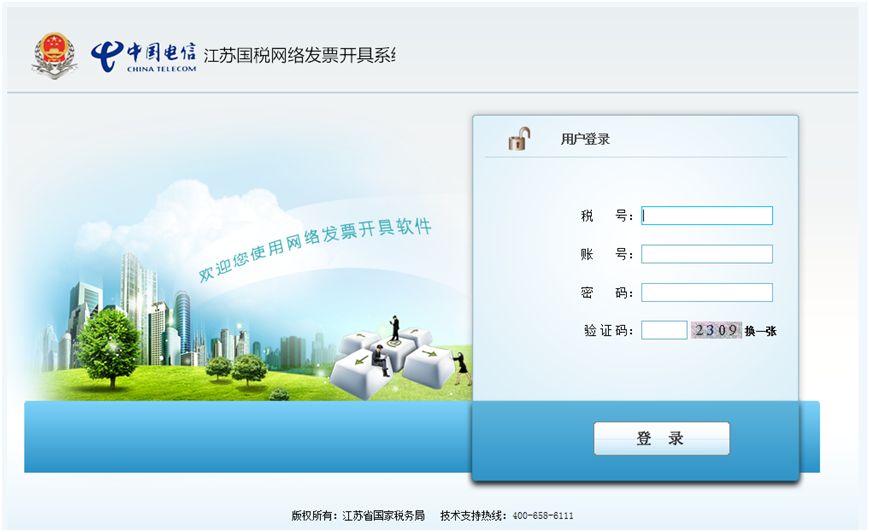 中国电信
CHINA TELECOM
江苏国税网络发票开具系
用户登录
欢迎您使用网络发票开具软件
税 号：
账 号：
密 码：
验证码： 2309 换一张
登 录
版权所有：江苏省国家税务局 技术支持热线：400-658-6111